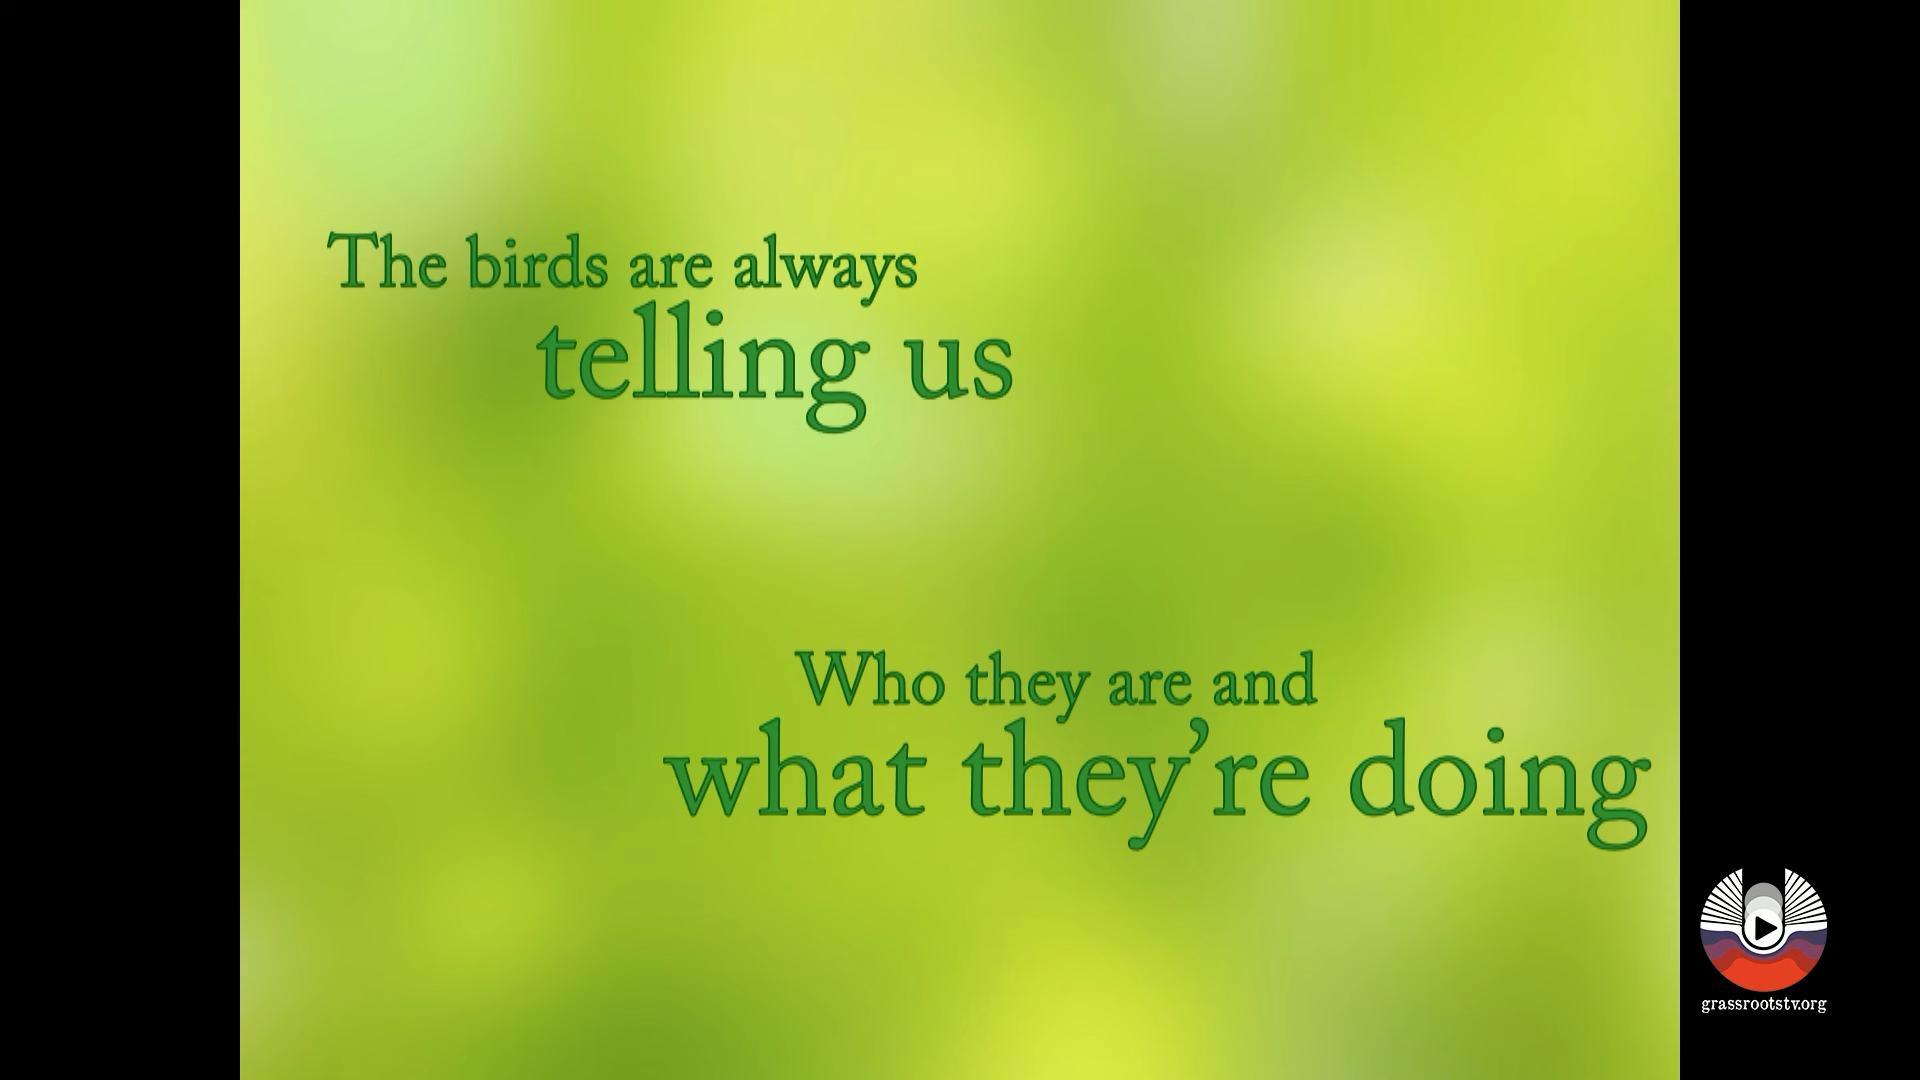 The birds are always
telling us
Who they are and
what they’re doing
grassrootstv.org